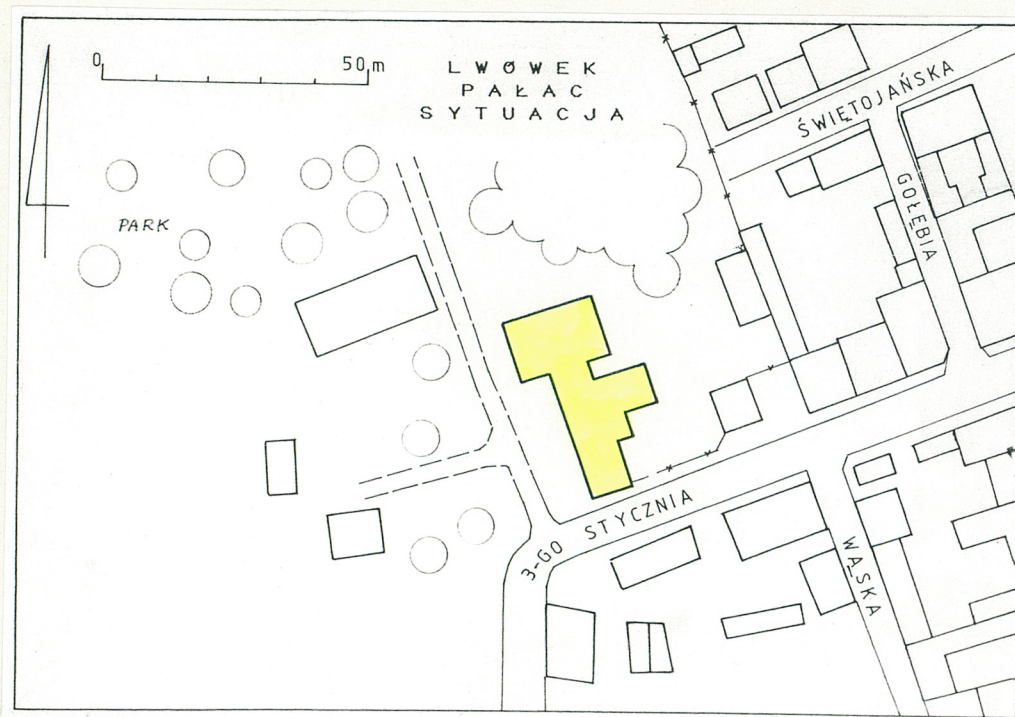 0 50 m
LWÓWEK
PAŁAC
SYTUACJA
ŚWIĘTOJAŃSKA
GOŁĘBIA
PARK
3-GO STYCZNIA
WĄSKA